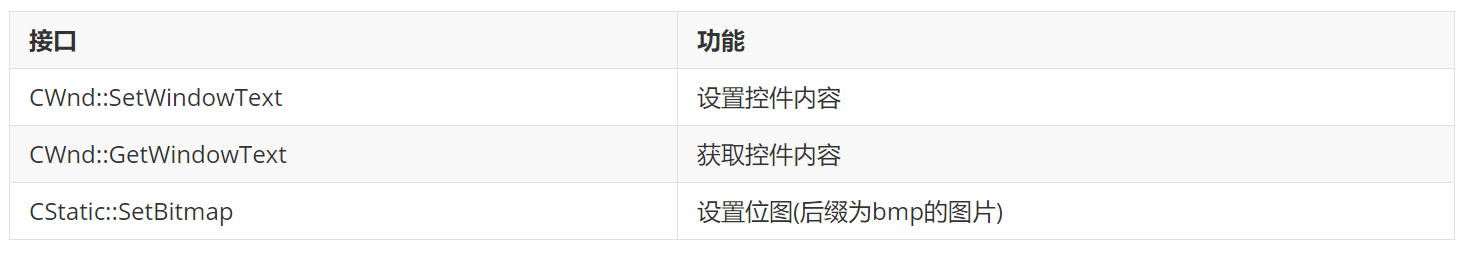 接口 功能
CWnd::SetWindowText 设置控件内容
CWnd::GetWindowText 获取控件内容
CStatic::SetBitmap 设置位图(后缀为bmp的图片)